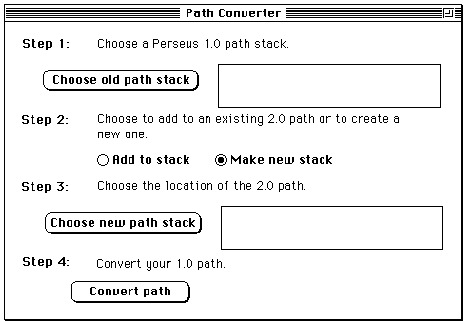 Path Converter
Step 1: Choose a Perseus 1.0 path stack.
Choose old path stack
Step 2: Choose to add to an existing 2.0 path or to create a
new one.
Add to stack Make new stack
Step 3: Choose the location of the 2.0 path.
Choose new path stack
Step 4: Convert your 1.0 path.
Convert path